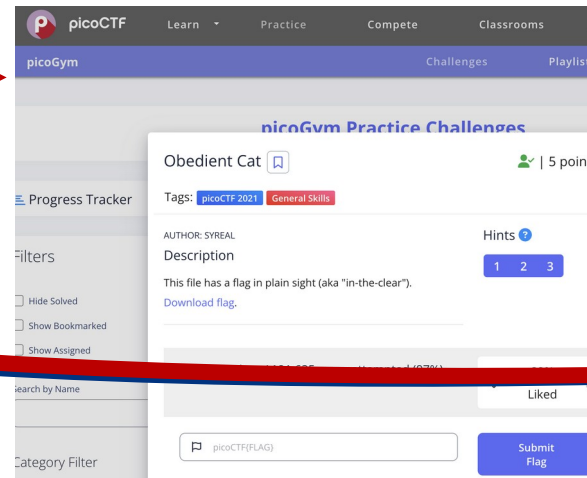 picoCTF
Learn
Practice
Compete
Classrooms
picoGym
Challenges
Playlist
picoGym Practice Challenges
Obedient Cat
| 5 poin
Progress Tracker
Tags: picoCTF 2021 General Skills
AUTHOR: SYREAL
Hints ?
Filters
Description
1 2 3
This file has a flag in plain sight (aka "in-the-clear").
Download flag.
Hide Solved
Show Bookmarked
Show Assigned
Search by Name
Liked
picoCTF{FLAG}
Submit
Flag
Category Filter